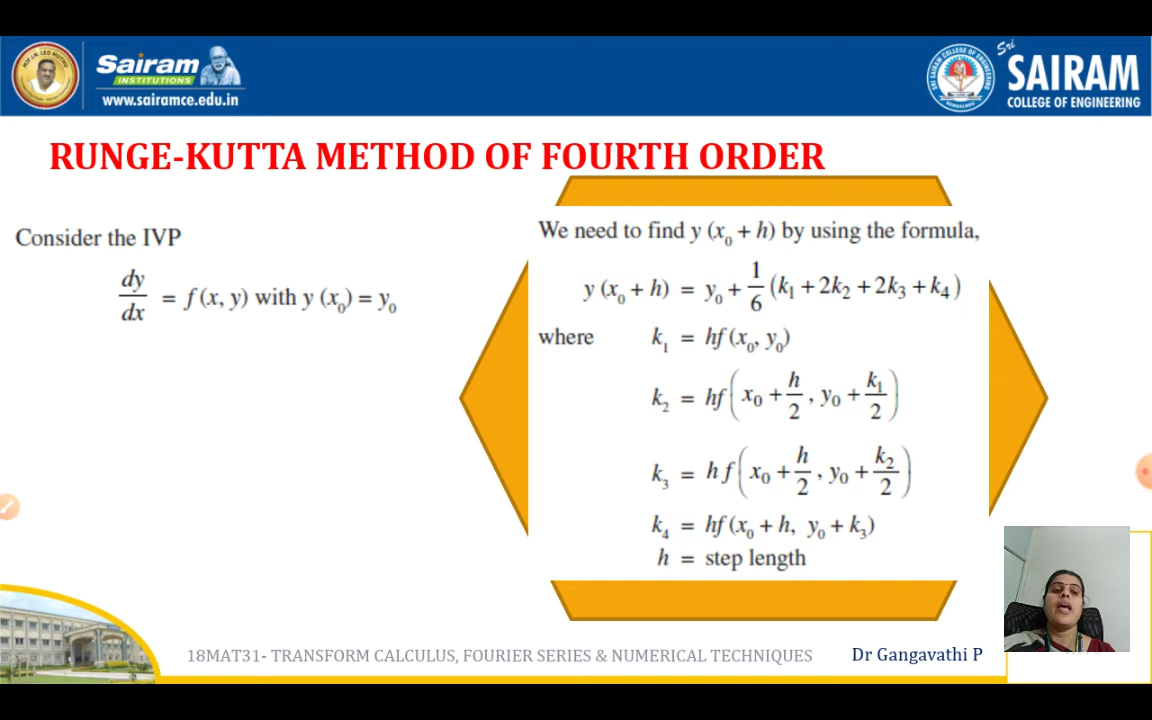 Sairam
INSTITUTIONS
www.sairamce.edu.in
Sri
SAIRAM
COLLEGE OF ENGINEERING
RUNGE-KUTTA METHOD OF FOURTH ORDER
Consider the IVP
dy/dx = f(x, y) with y (x₀) = y₀
We need to find y (x₀ + h) by using the formula,
y (x₀ + h) = y₀ + 1/6 (k₁ + 2k₂ + 2k₃ + k₄)
where k₁ = hf (x₀, y₀)
k₂ = hf (x₀ + h/2, y₀ + k₁/2)
k₃ = h f (x₀ + h/2, y₀ + k₂/2)
k₄ = hf (x₀ + h, y₀ + k₃)
h = step length
18MAT31- TRANSFORM CALCULUS, FOURIER SERIES & NUMERICAL TECHNIQUES
Dr Gangavathi P